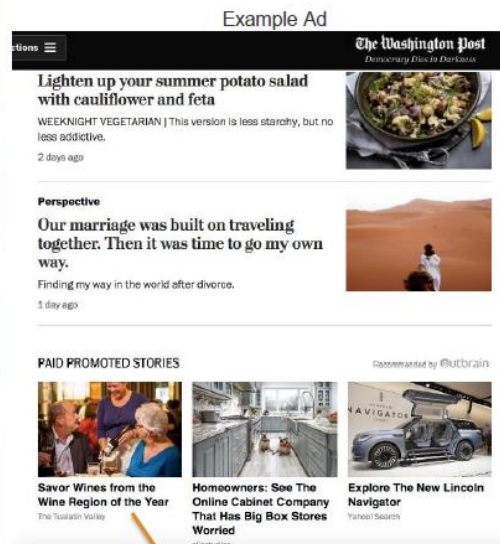 Example Ad
ctions
The Washington Post
Democracy Dies in Darkness
Lighten up your summer potato salad
with cauliflower and feta
WEEKNIGHT VEGETARIAN | This version is less starchy, but no
less addictive.
2 days ago
Perspective
Our marriage was built on traveling
together. Then it was time to go my own
way.
Finding my way in the world after divorce.
1 day ago
PAID PROMOTED STORIES
Recommended by Outbrain
NAVIGATOR
Savor Wines from the
Wine Region of the Year
The Tualatin Valley
Homeowners: See The
Online Cabinet Company
That Has Big Box Stores
Worried
Explore The New Lincoln
Navigator
Yahoo! Search